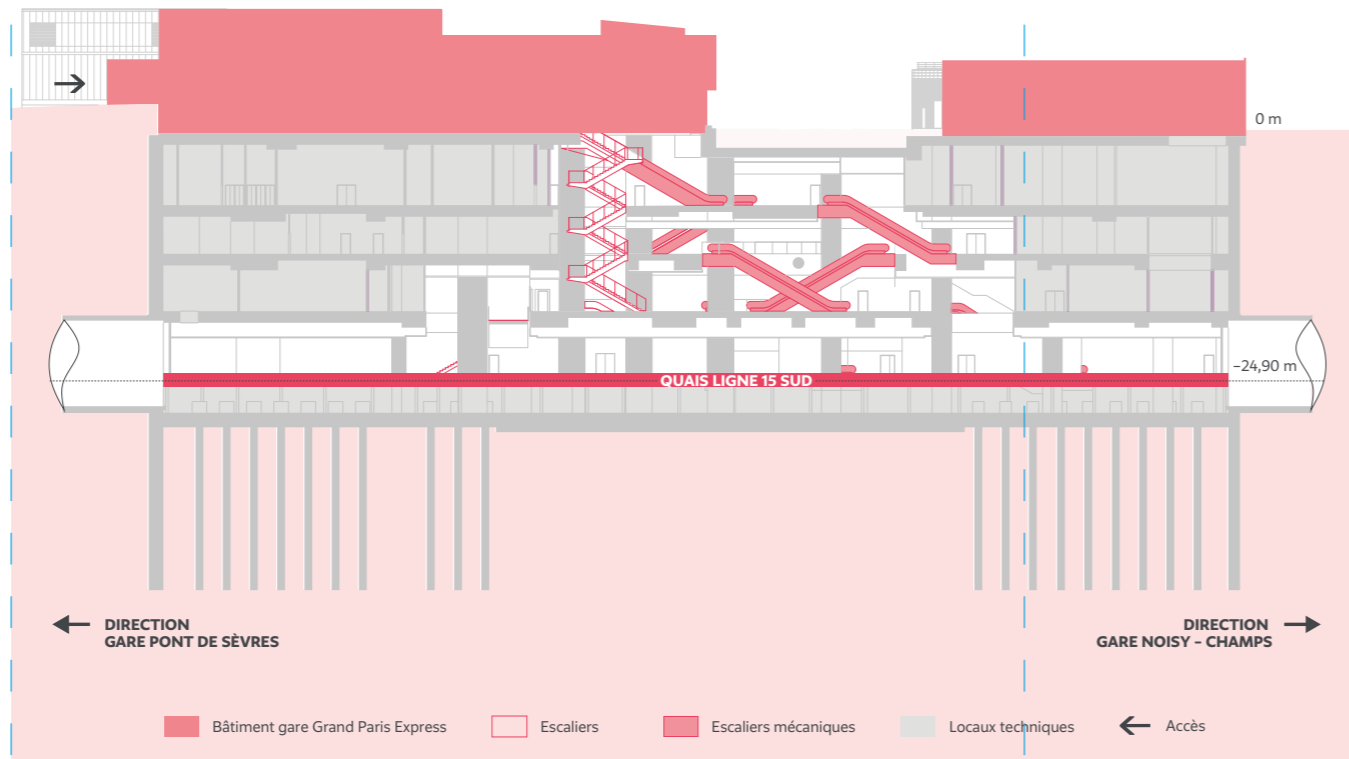 0 m
−24,90 m
QUAIS LIGNE 15 SUD
DIRECTION
GARE PONT DE SÈVRES
DIRECTION
GARE NOISY – CHAMPS
Bâtiment gare Grand Paris Express
Escaliers
Escaliers mécaniques
Locaux techniques
Accès